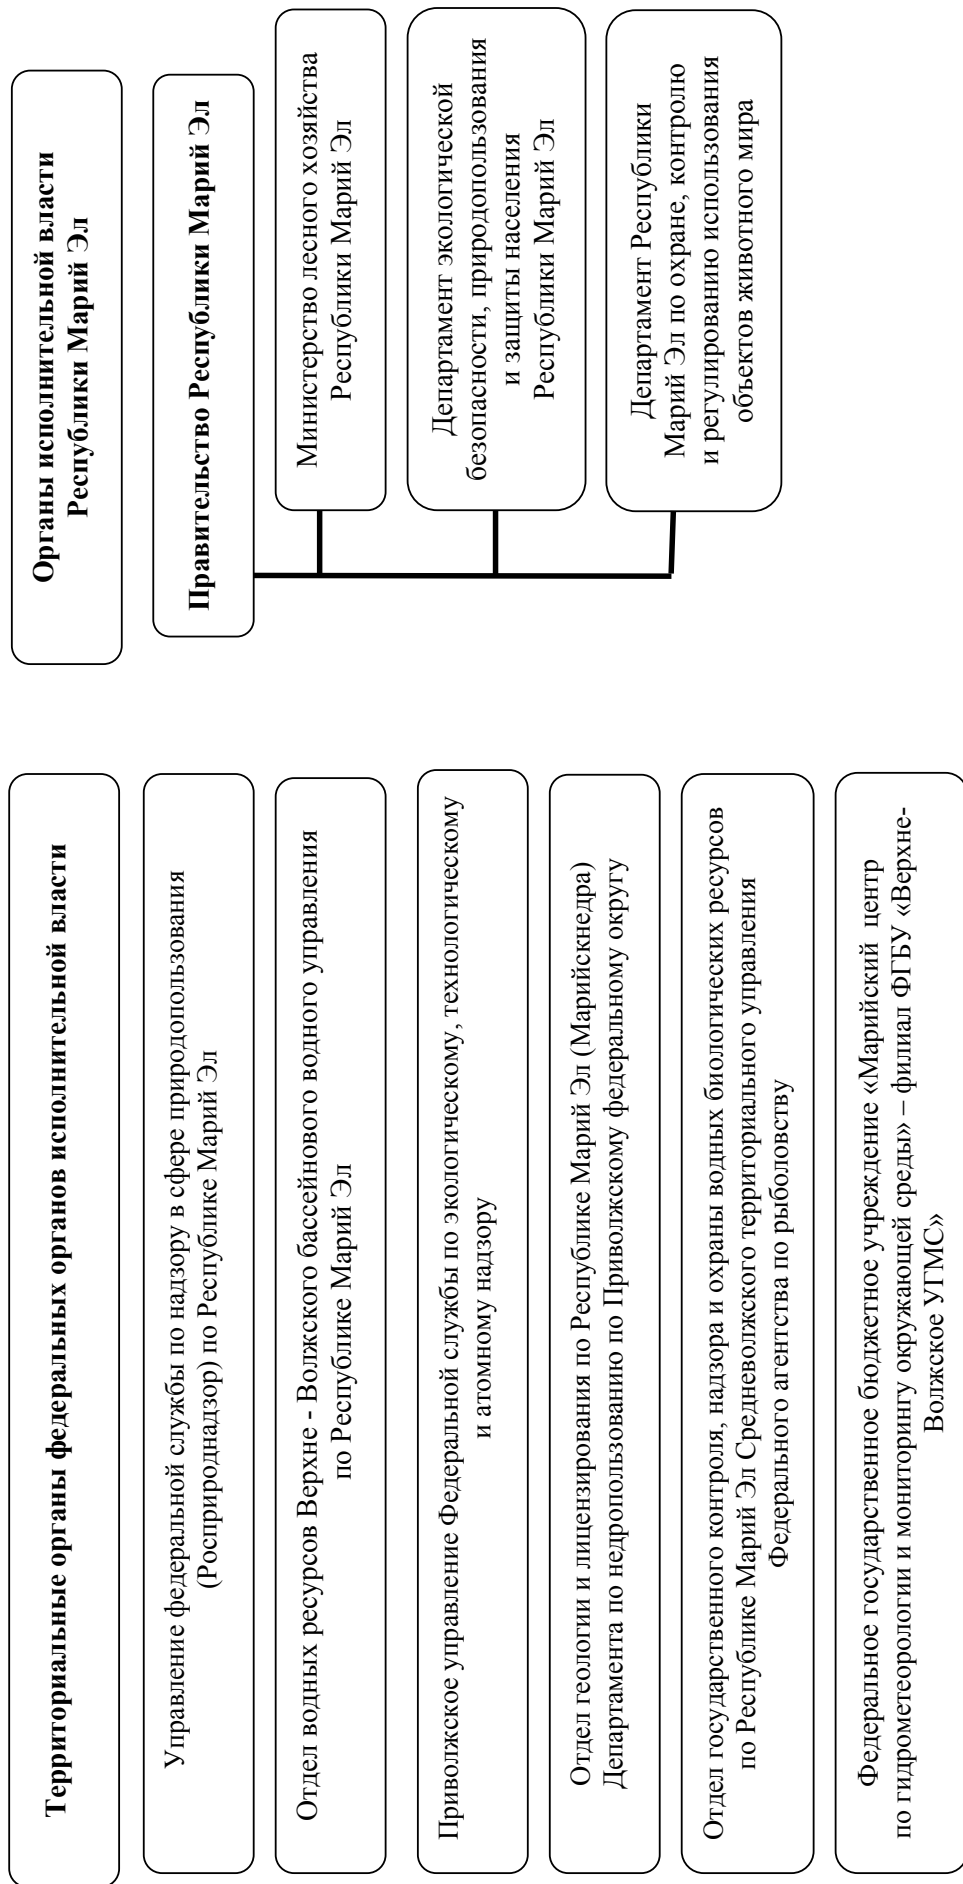 Территориальные органы федеральных органов исполнительной власти
Управление федеральной службы по надзору в сфере природопользования
(Росприроднадзор) по Республике Марий Эл
Отдел водных ресурсов Верхне - Волжского бассейнового водного управления
по Республике Марий Эл
Приволжское управление Федеральной службы по экологическому, технологическому
и атомному надзору
Отдел геологии и лицензирования по Республике Марий Эл (Марийскнедра)
Департамента по недропользованию по Приволжскому федеральному округу
Отдел государственного контроля, надзора и охраны водных биологических ресурсов
по Республике Марий Эл Средневолжского территориального управления
Федерального агентства по рыболовству
Федеральное государственное бюджетное учреждение «Марийский центр
по гидрометеорологии и мониторингу окружающей среды» – филиал ФГБУ «Верхне-
Волжское УГМС»
Органы исполнительной власти
Республики Марий Эл
Правительство Республики Марий Эл
Министерство лесного хозяйства
Республики Марий Эл
Департамент экологической
безопасности, природопользования
и защиты населения
Республики Марий Эл
Департамент Республики
Марий Эл по охране, контролю
и регулированию использования
объектов животного мира